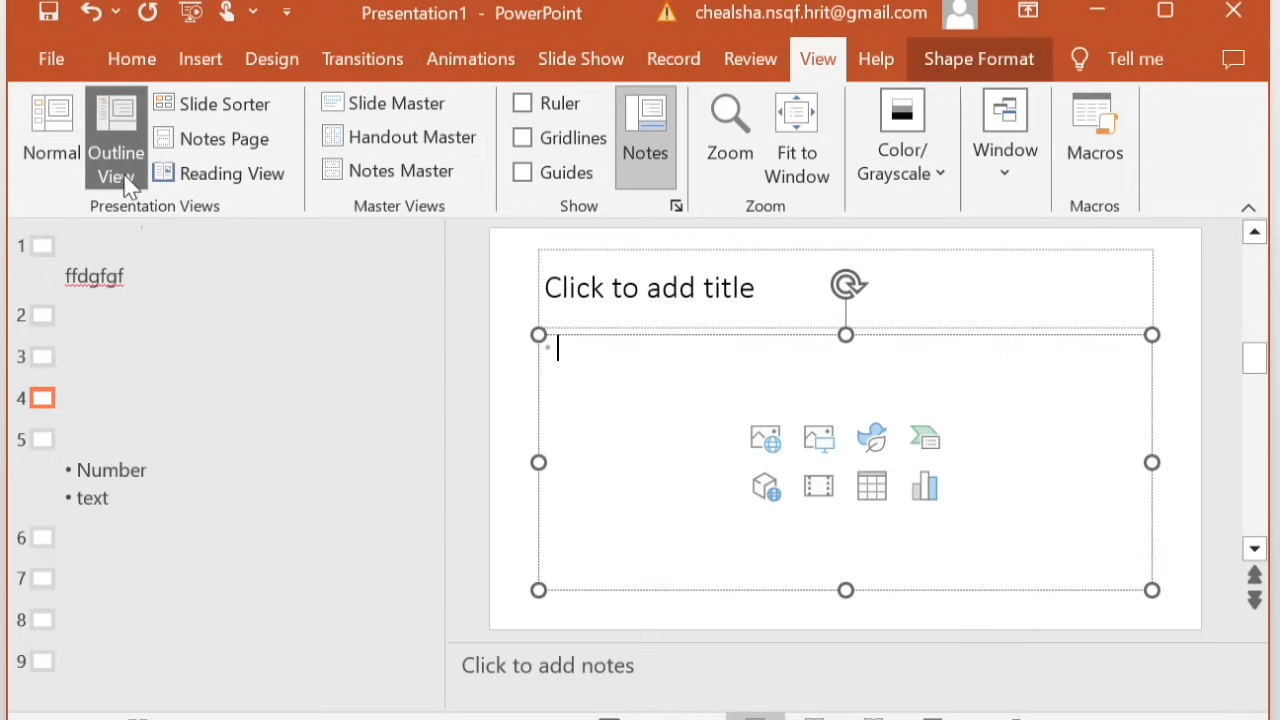 Presentation1 - PowerPoint
chealsha.nsqf.hrit@gmail.com
File Home Insert Design Transitions Animations Slide Show Record Review View Help Shape Format Tell me
Normal
Outline View
Slide Sorter
Notes Page
Reading View
Presentation Views
Slide Master
Handout Master
Notes Master
Master Views
Ruler
Gridlines
Guides
Notes
Show
Zoom
Fit to Window
Zoom
Color/ Grayscale
Window
Macros
Macros
1
ffdgfgf
2
3
4
5
• Number
• text
6
7
8
9
Click to add title
Click to add notes